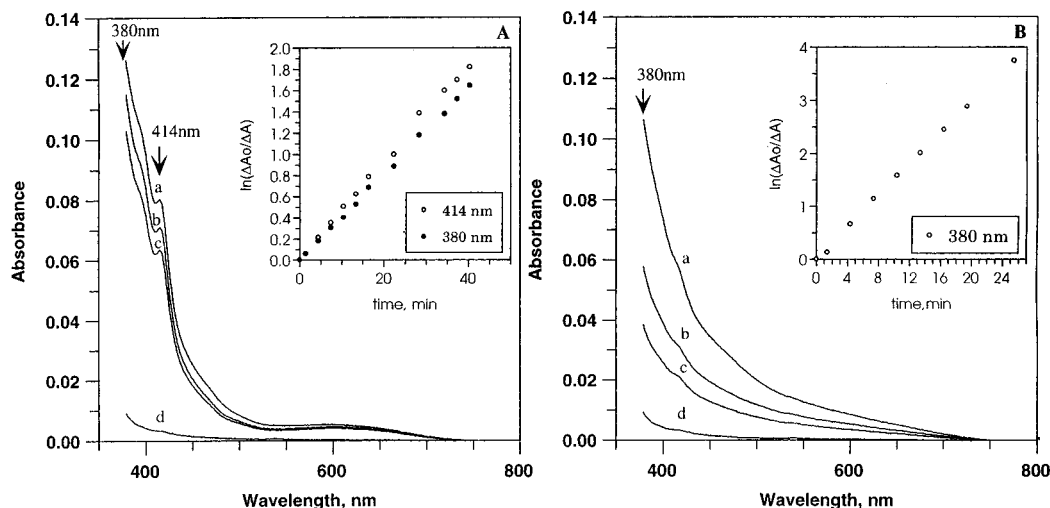 A
0.14
0.12
0.10
0.08
0.06
0.04
0.02
0.00
Absorbance
380nm
414nm
a
b
c
d
400
600
800
Wavelength, nm
2.0
1.8
1.6
1.4
1.2
1.0
0.8
0.6
0.4
0.2
0.0
ln(ΔAo/ΔA)
414 nm
380 nm
0
20
40
time, min
B
0.14
0.12
0.10
0.08
0.06
0.04
0.02
0.00
Absorbance
380nm
a
b
c
d
400
600
800
Wavelength, nm
4
3
2
1
0
ln(ΔAo/ΔA)
380 nm
0
4
8
12
16
20
24
time,min